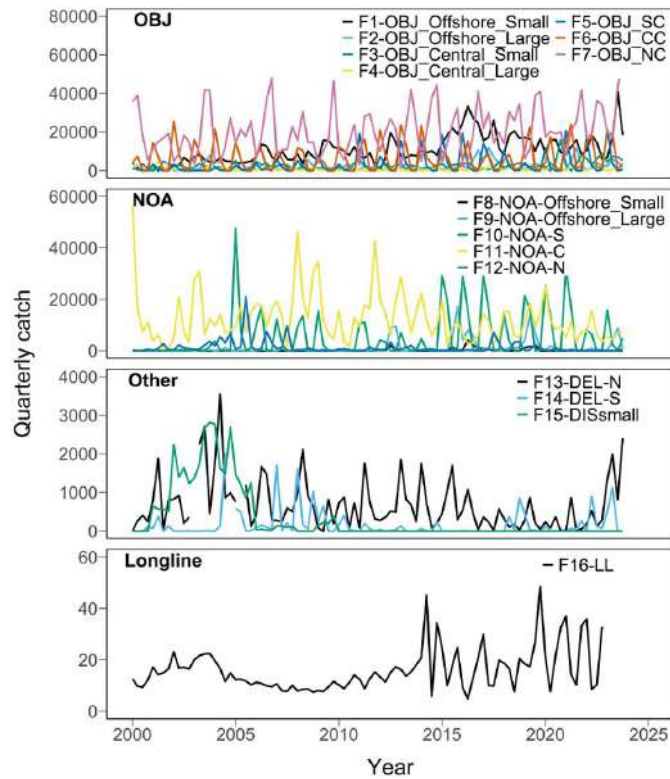 OBJ
F1-OBJ_Offshore_Small
F2-OBJ_Offshore_Large
F3-OBJ_Central_Small
F4-OBJ_Central_Large
F5-OBJ_SC
F6-OBJ_CC
F7-OBJ_NC
80000
60000
40000
20000
0
NOA
F8-NOA-Offshore_Small
F9-NOA-Offshore_Large
F10-NOA-S
F11-NOA-C
F12-NOA-N
60000
40000
20000
0
Quarterly catch
Other
F13-DEL-N
F14-DEL-S
F15-DISsmall
4000
3000
2000
1000
0
Longline
F16-LL
60
40
20
0
2000 2005 2010 2015 2020 2025
Year